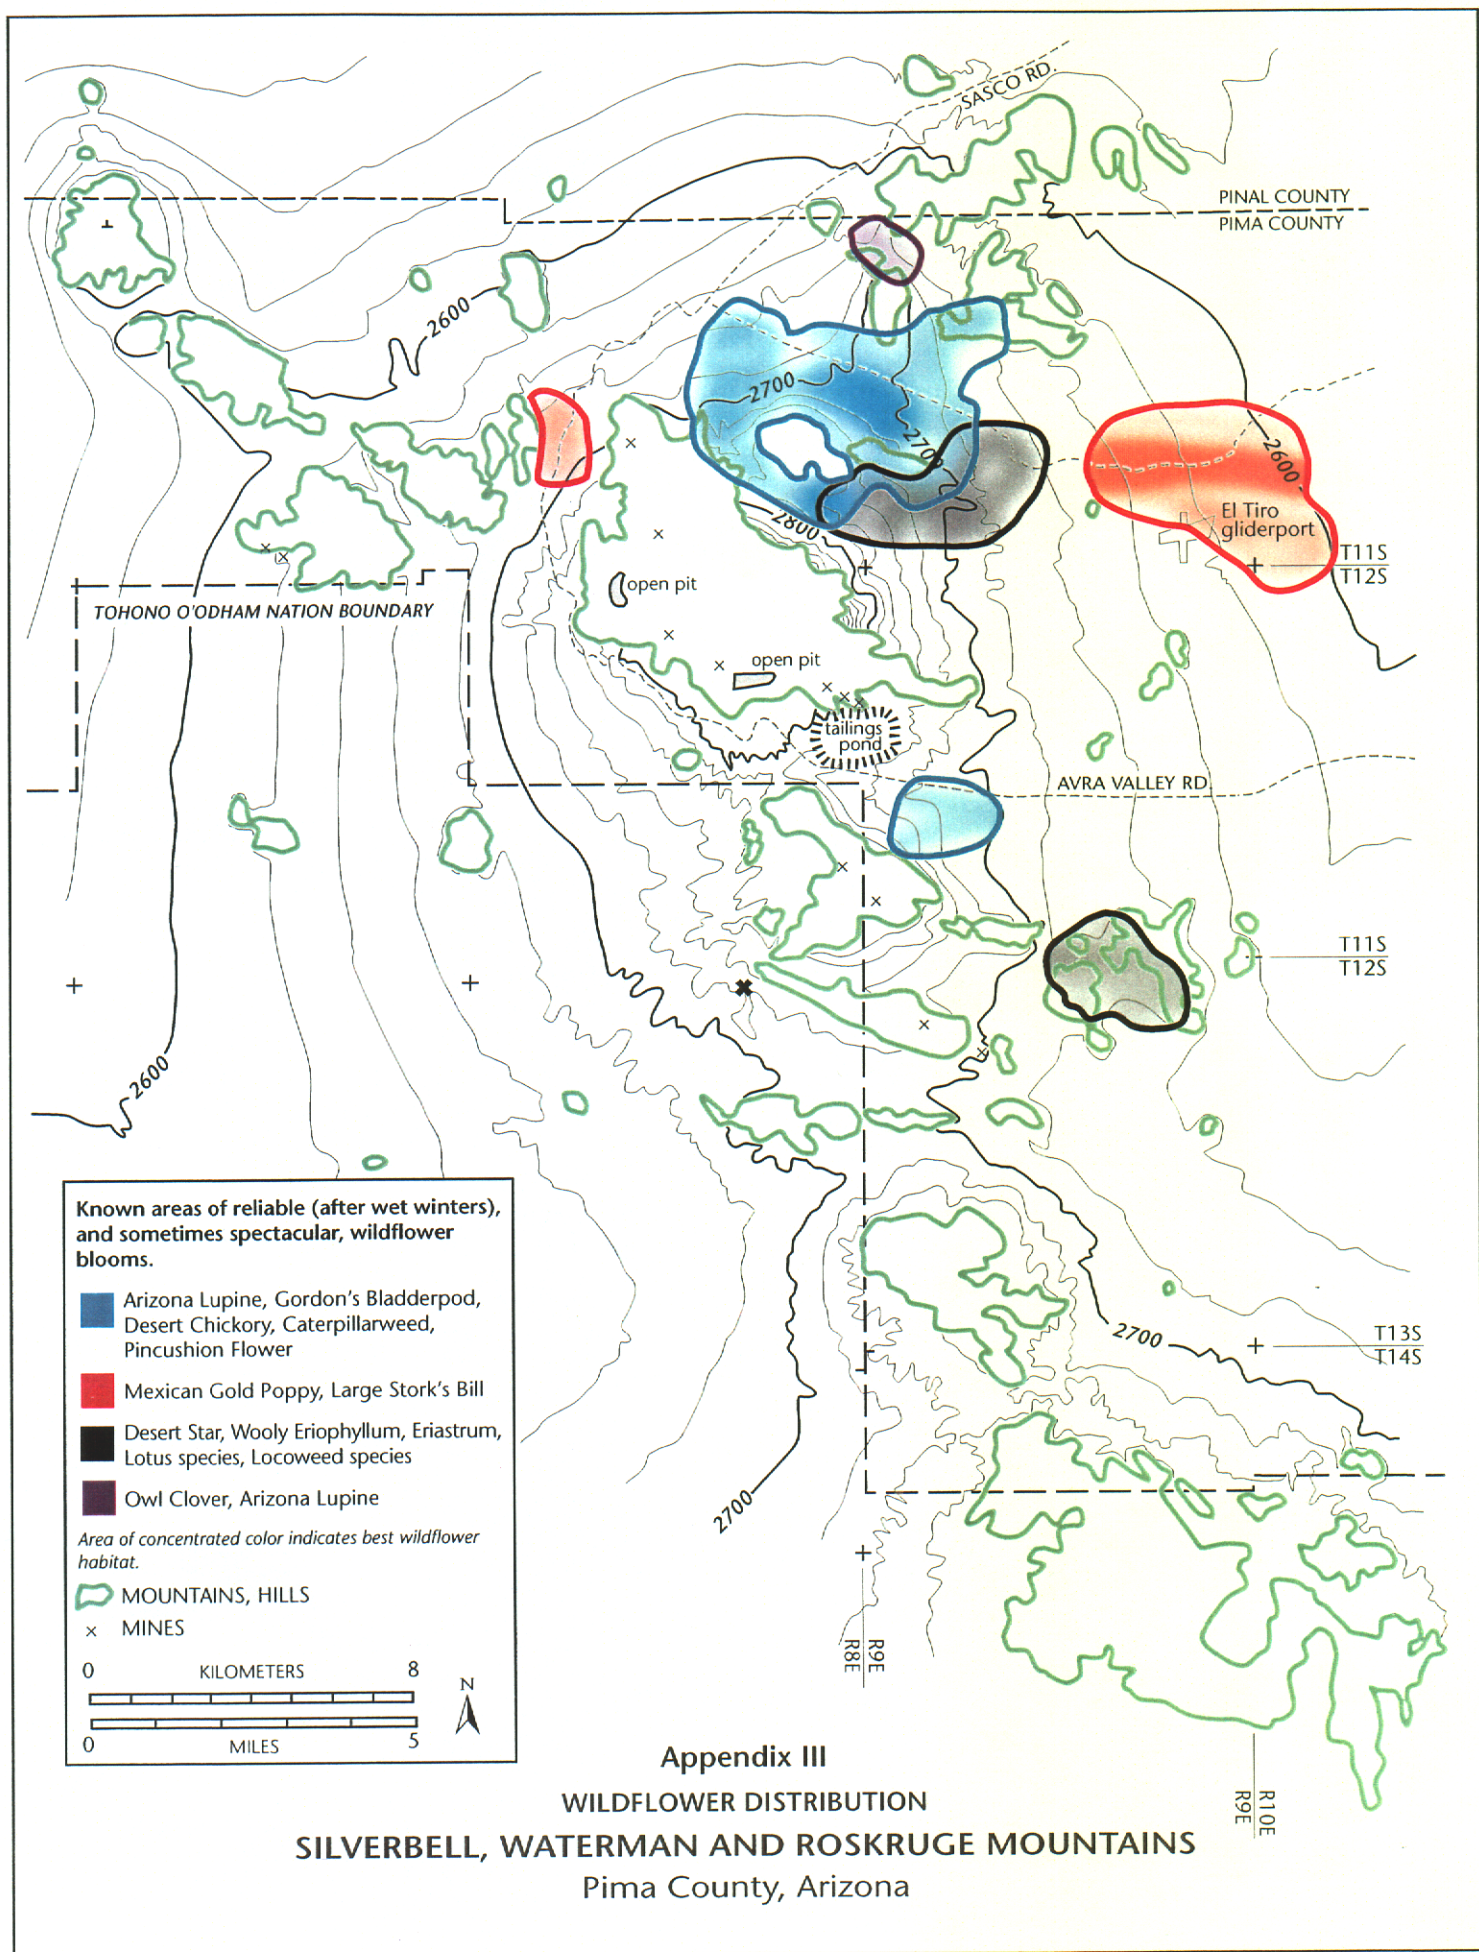 SASCO RD.
PINAL COUNTY
PIMA COUNTY
2600
2700
2700
2600
El Tiro
gliderport
T11S
T12S
2800
open pit
TOHONO O'ODHAM NATION BOUNDARY
open pit
tailings
pond
AVRA VALLEY RD.
T11S
T12S
2600
Known areas of reliable (after wet winters),
and sometimes spectacular, wildflower
blooms.
Arizona Lupine, Gordon's Bladderpod,
Desert Chickory, Caterpillarweed,
Pincushion Flower
Mexican Gold Poppy, Large Stork's Bill
Desert Star, Wooly Eriophyllum, Eriastrum,
Lotus species, Locoweed species
Owl Clover, Arizona Lupine
Area of concentrated color indicates best wildflower
habitat.
MOUNTAINS, HILLS
x MINES
0 KILOMETERS 8
0 MILES 5
N
2700
T13S
T14S
2700
R9E
R8E
R10E
R9E
Appendix III
WILDFLOWER DISTRIBUTION
SILVERBELL, WATERMAN AND ROSKRUGE MOUNTAINS
Pima County, Arizona